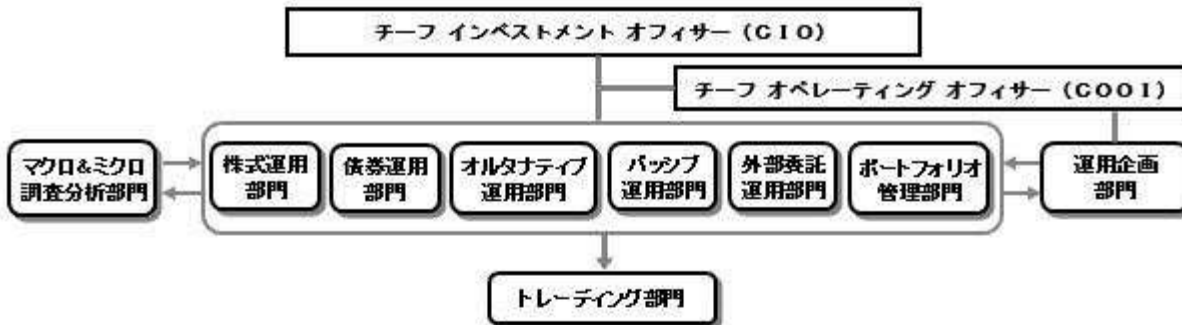 チーフ インベストメント オフィサー (CIO)
チーフ オペレーティング オフィサー (COOI)
マクロ&ミクロ
調査分析部門
株式運用
部門
債券運用
部門
オルタナティブ
運用部門
パッシブ
運用部門
外部委託
運用部門
ポートフォリオ
管理部門
運用企画
部門
トレーディング部門